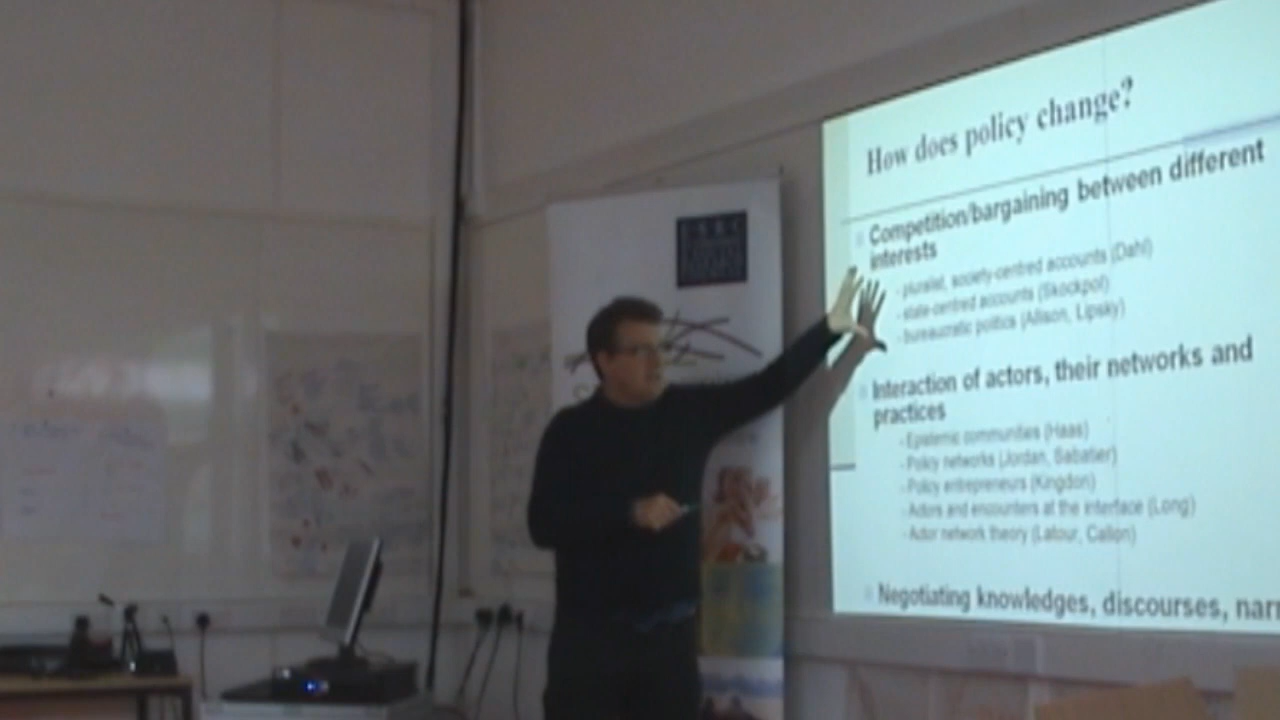 How does policy change?
Competition/bargaining between different
interests
- pluralist, society-centred accounts (Dahl)
- state-centred accounts (Skockpol)
- bureaucratic politics (Allison, Lipsky)
Interaction of actors, their networks and
practices
- Epistemic communities (Haas)
- Policy networks (Jordan, Sabatier)
- Policy entrepreneurs (Kingdon)
- Actors and encounters at the interface (Long)
- Actor network theory (Latour, Callon)
Negotiating knowledges, discourses, narr
E·S·R·C